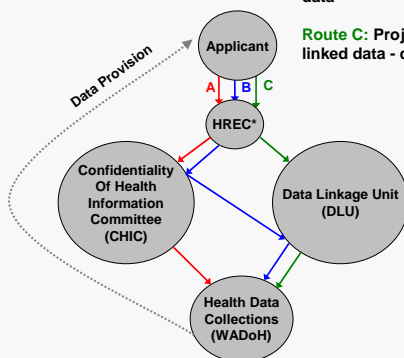 data
Route C: Proj
linked data - d
Applicant
Data Provision
A
B
C
HREC*
Confidentiality
Of Health
Information
Committee
(CHIC)
Data Linkage Unit
(DLU)
Health Data
Collections
(WADoH)